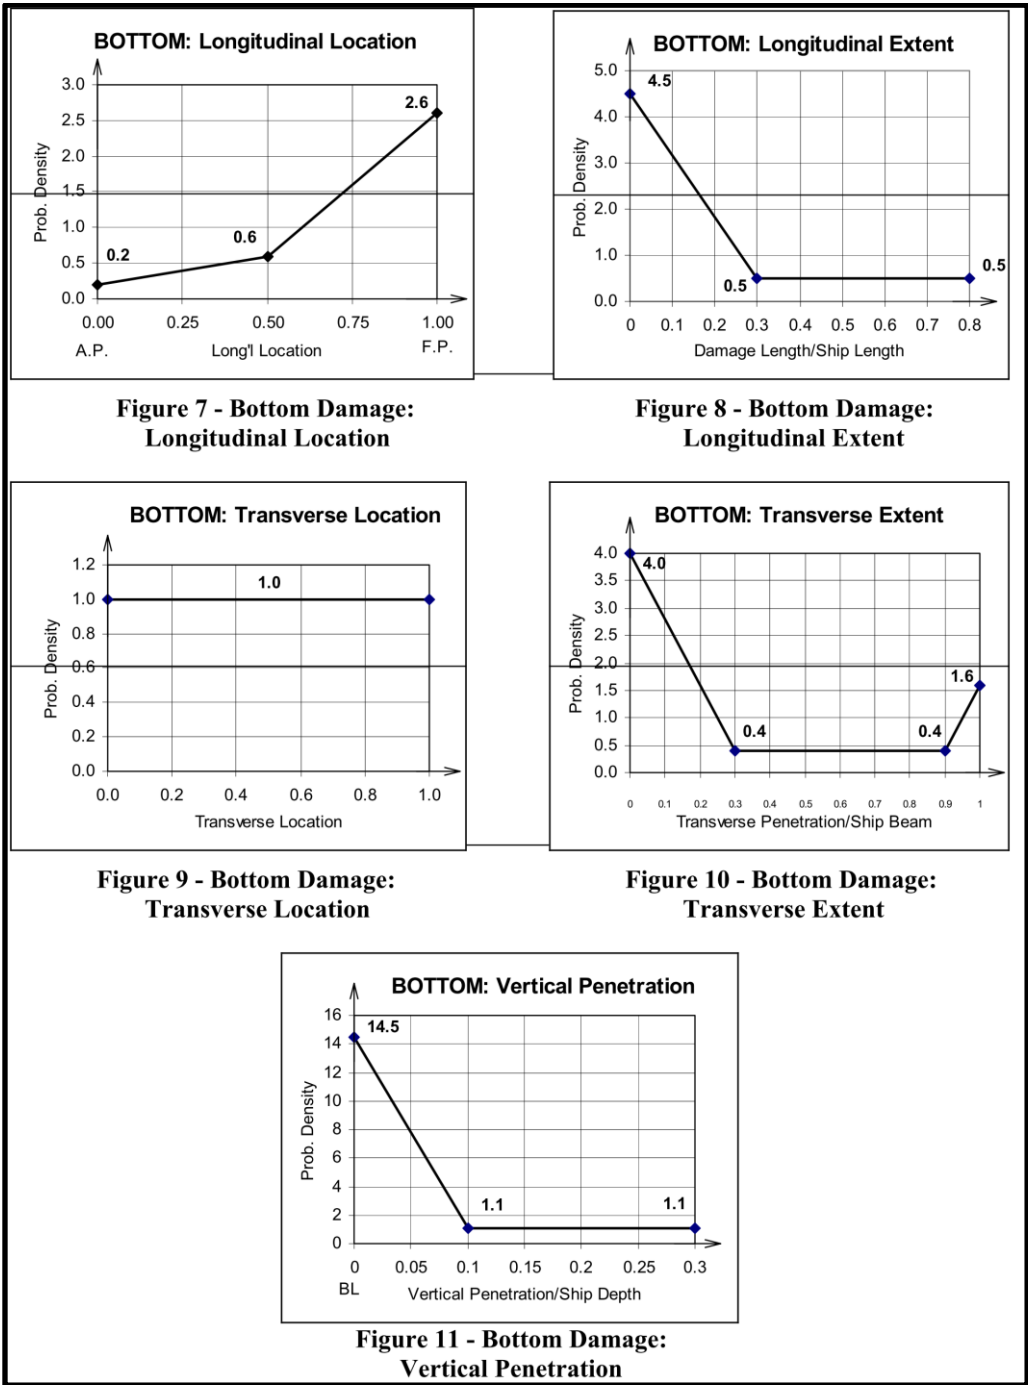 BOTTOM: Longitudinal Location
3.0
2.5
2.0
1.5
1.0
0.5
0.0
Prob. Density
0.2
0.6
2.6
0.00 0.25 0.50 0.75 1.00
A.P. Long'l Location F.P.
Figure 7 - Bottom Damage:
Longitudinal Location
BOTTOM: Longitudinal Extent
5.0
4.0
3.0
2.0
1.0
0.0
Prob. Density
4.5
0.5
0.5
0 0.1 0.2 0.3 0.4 0.5 0.6 0.7 0.8
Damage Length/Ship Length
Figure 8 - Bottom Damage:
Longitudinal Extent
BOTTOM: Transverse Location
1.2
1.0
0.8
0.6
0.4
0.2
0.0
Prob. Density
1.0
0.0 0.2 0.4 0.6 0.8 1.0
Transverse Location
Figure 9 - Bottom Damage:
Transverse Location
BOTTOM: Transverse Extent
4.0
3.5
3.0
2.5
2.0
1.5
1.0
0.5
0.0
Prob. Density
4.0
0.4
0.4
1.6
0 0.1 0.2 0.3 0.4 0.5 0.6 0.7 0.8 0.9 1
Transverse Penetration/Ship Beam
Figure 10 - Bottom Damage:
Transverse Extent
BOTTOM: Vertical Penetration
16
14
12
10
8
6
4
2
0
Prob. Density
14.5
1.1
1.1
0 0.05 0.1 0.15 0.2 0.25 0.3
BL Vertical Penetration/Ship Depth
Figure 11 - Bottom Damage:
Vertical Penetration